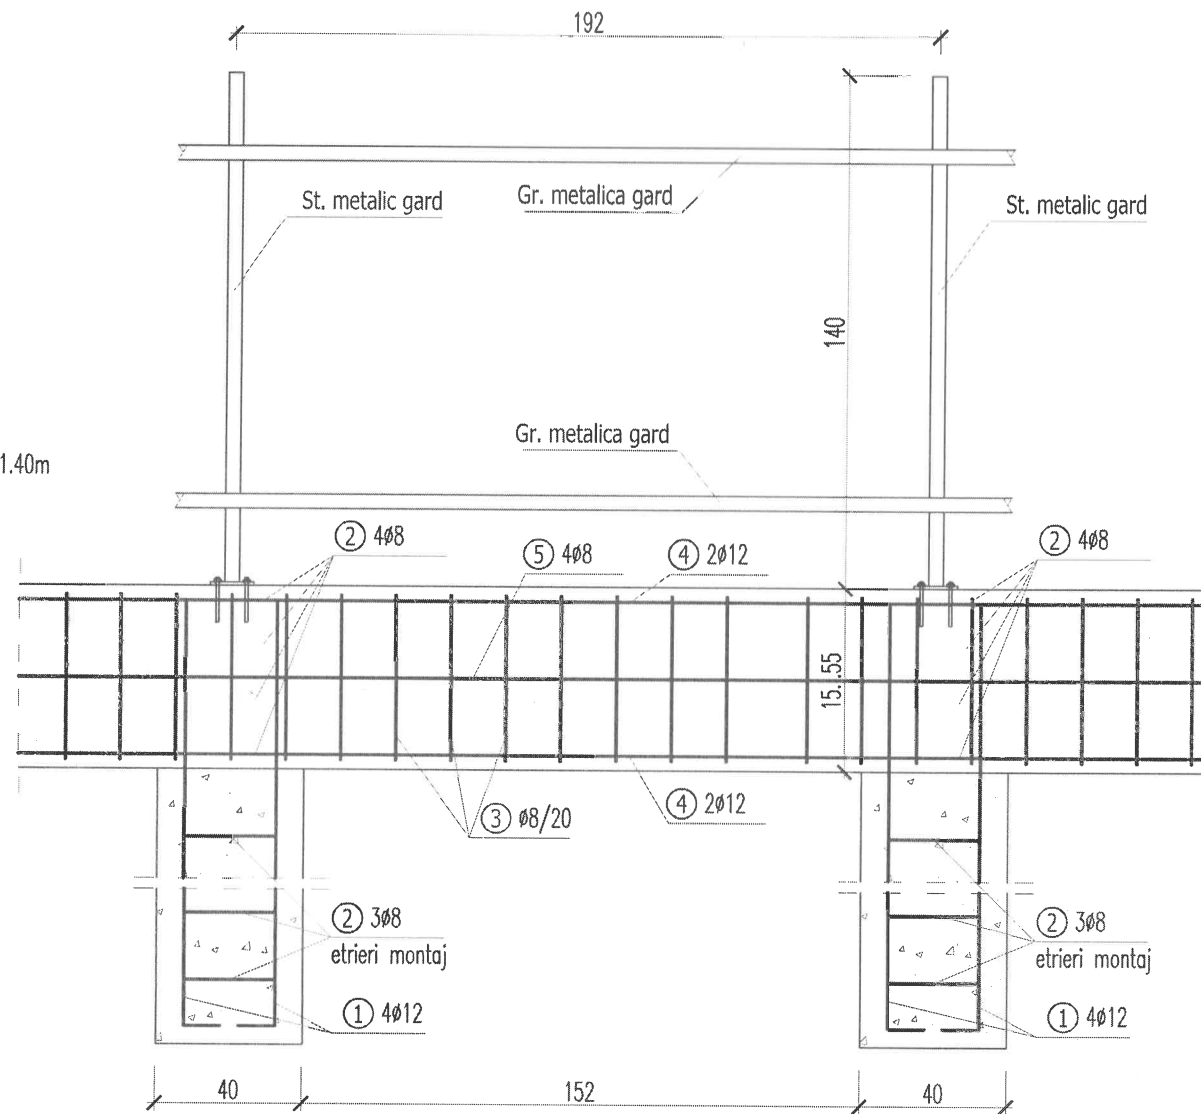 192
St. metalic gard
Gr. metalica gard
St. metalic gard
140
Gr. metalica gard
1.40m
2 4ø8
5 4ø8
4 2ø12
2 4ø8
15...55
3 ø8/20
4 2ø12
2 3ø8
etrieri montaj
2 3ø8
etrieri montaj
1 4ø12
1 4ø12
40
152
40